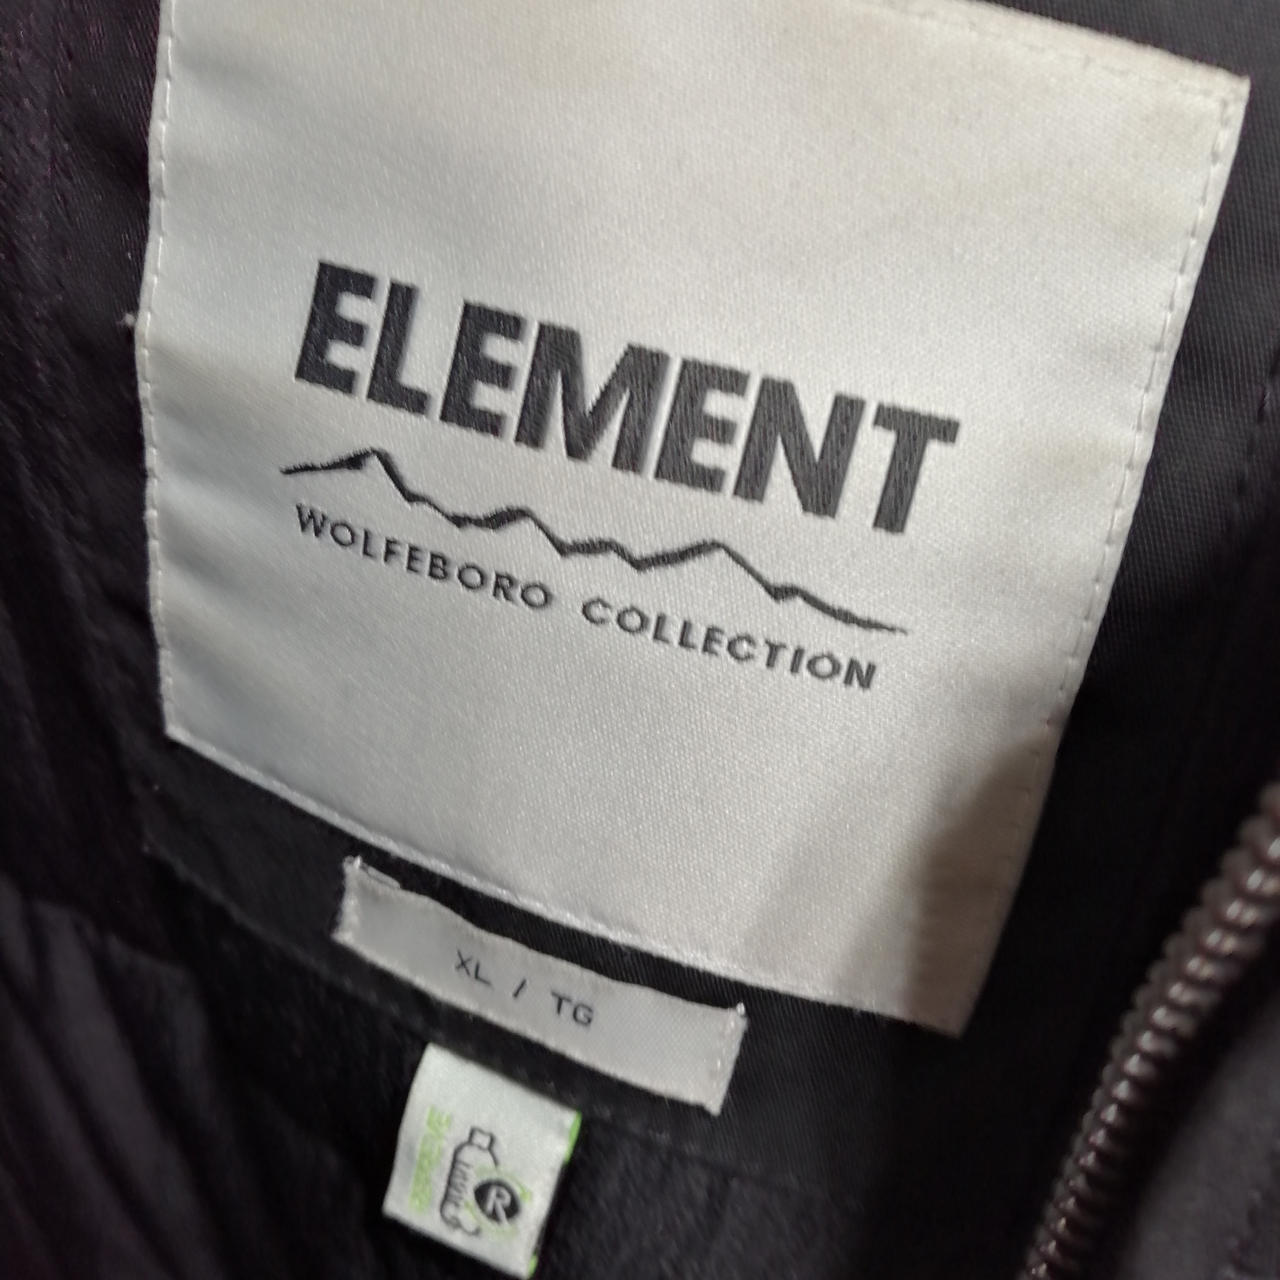 ELEMENT
WOLFEBORO COLLECTION
XL / TG
R